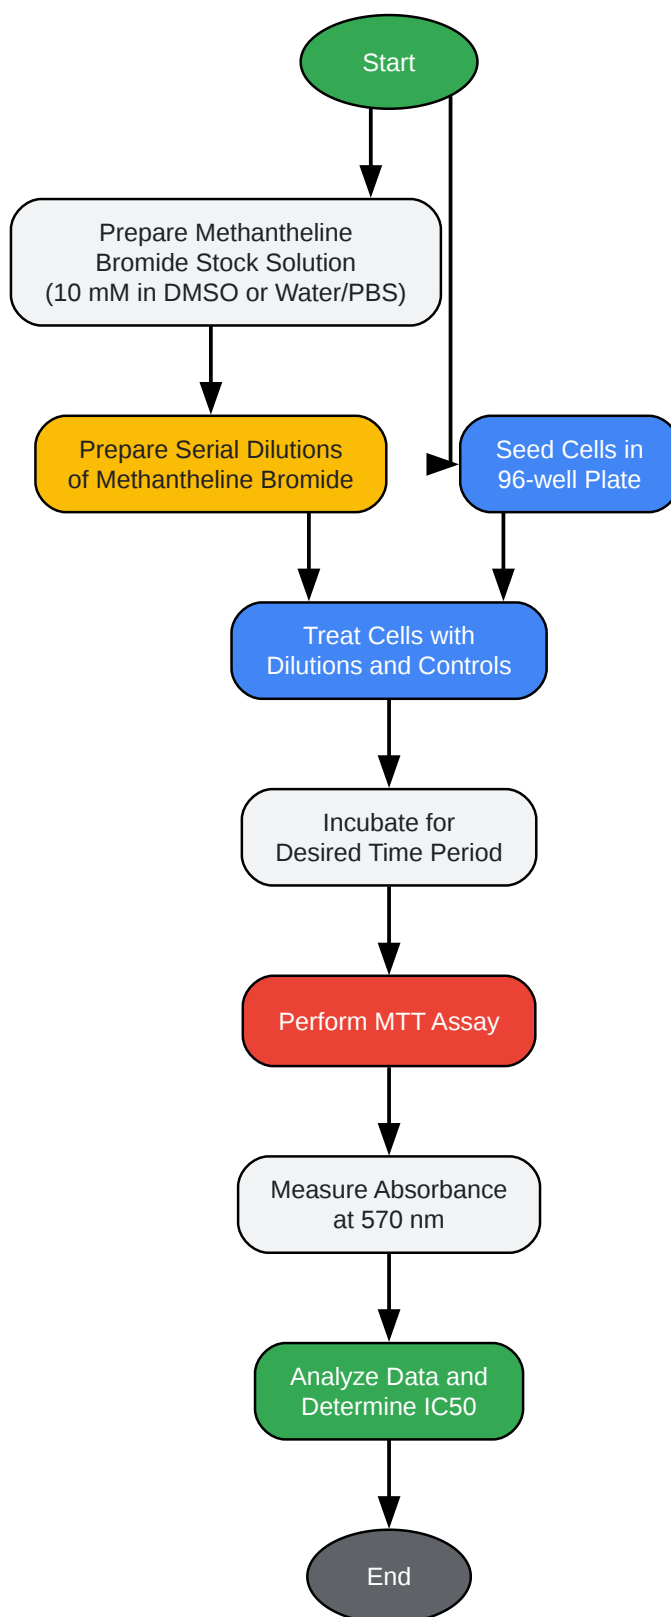 Start
Prepare Methantheline
Bromide Stock Solution
(10 mM in DMSO or Water/PBS)
Prepare Serial Dilutions
of Methantheline Bromide
Seed Cells in
96-well Plate
Treat Cells with
Dilutions and Controls
Incubate for
Desired Time Period
Perform MTT Assay
Measure Absorbance
at 570 nm
Analyze Data and
Determine IC50
End